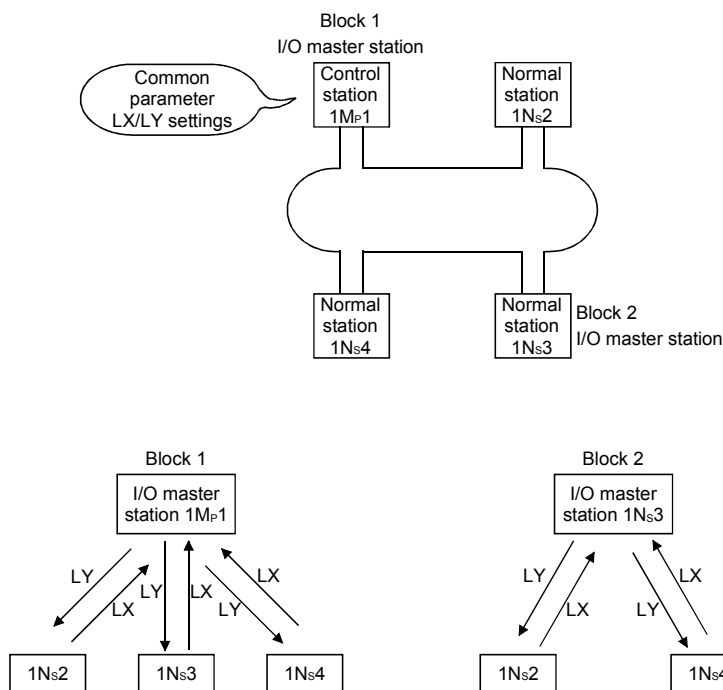 Block 1
I/O master station
Common
parameter
LX/LY settings
Control
station
1MP1
Normal
station
1NS2
Normal
station
1NS4
Normal
station
1NS3
Block 2
I/O master station
Block 1
I/O master
station 1MP1
LY
LX
LY
LX
LY
LX
1NS2
1NS3
1NS4
Block 2
I/O master
station 1NS3
LY
LX
LY
LX
1NS2
1NS4